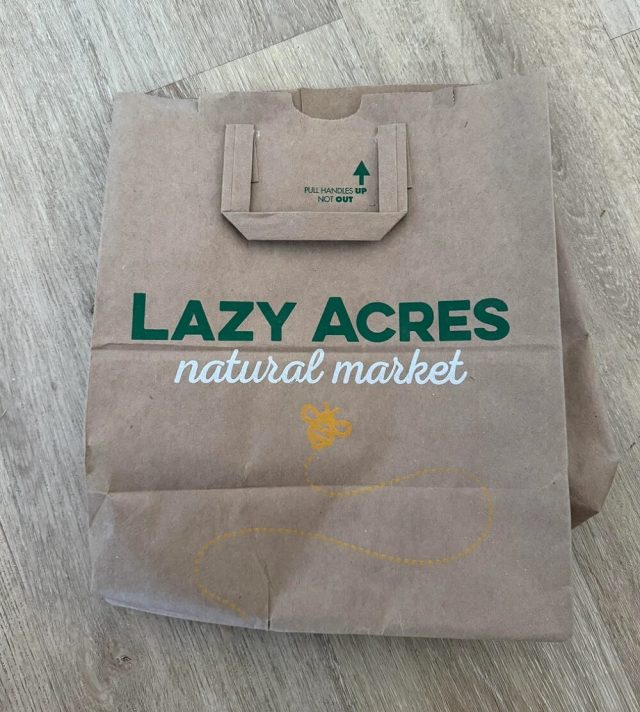 PULL HANDLES UP
NOT OUT
LAZY ACRES
natural market